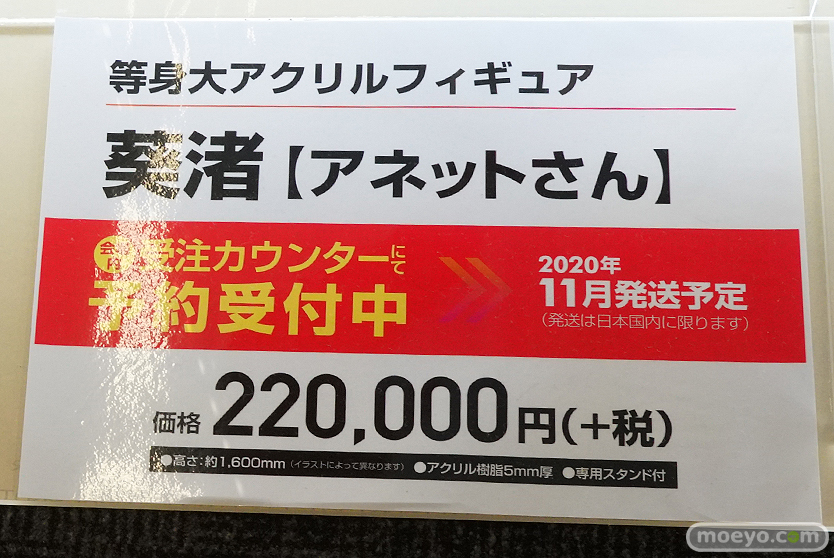 等身大アクリルフィギュア
葵渚【アネットさん】
会場内受注カウンターにて
予約受付中
2020年
11月発送予定
(発送は日本国内に限ります)
価格 220,000円(+税)
●高さ:約1,600mm (イラストによって異なります) ●アクリル樹脂5mm厚 ●専用スタンド付
moeyo.com